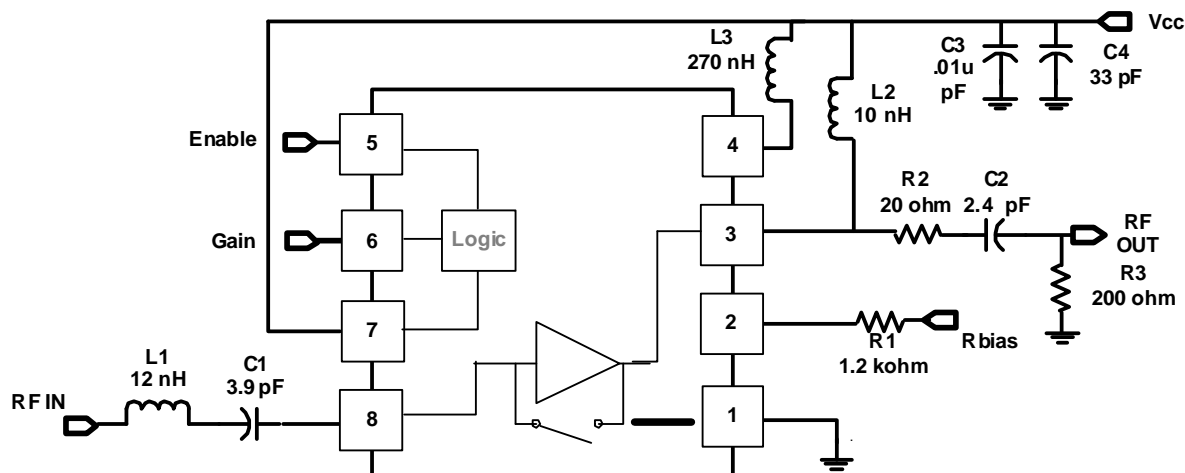 Vcc
L3
270 nH
C3
.01u
pF
C4
33 pF
L2
10 nH
Enable
5
4
R2
20 ohm
C2
2.4 pF
Gain
6
Logic
3
RF
OUT
R3
200 ohm
7
2
R1
1.2 kohm
Rbias
L1
12 nH
C1
3.9 pF
RF IN
8
1